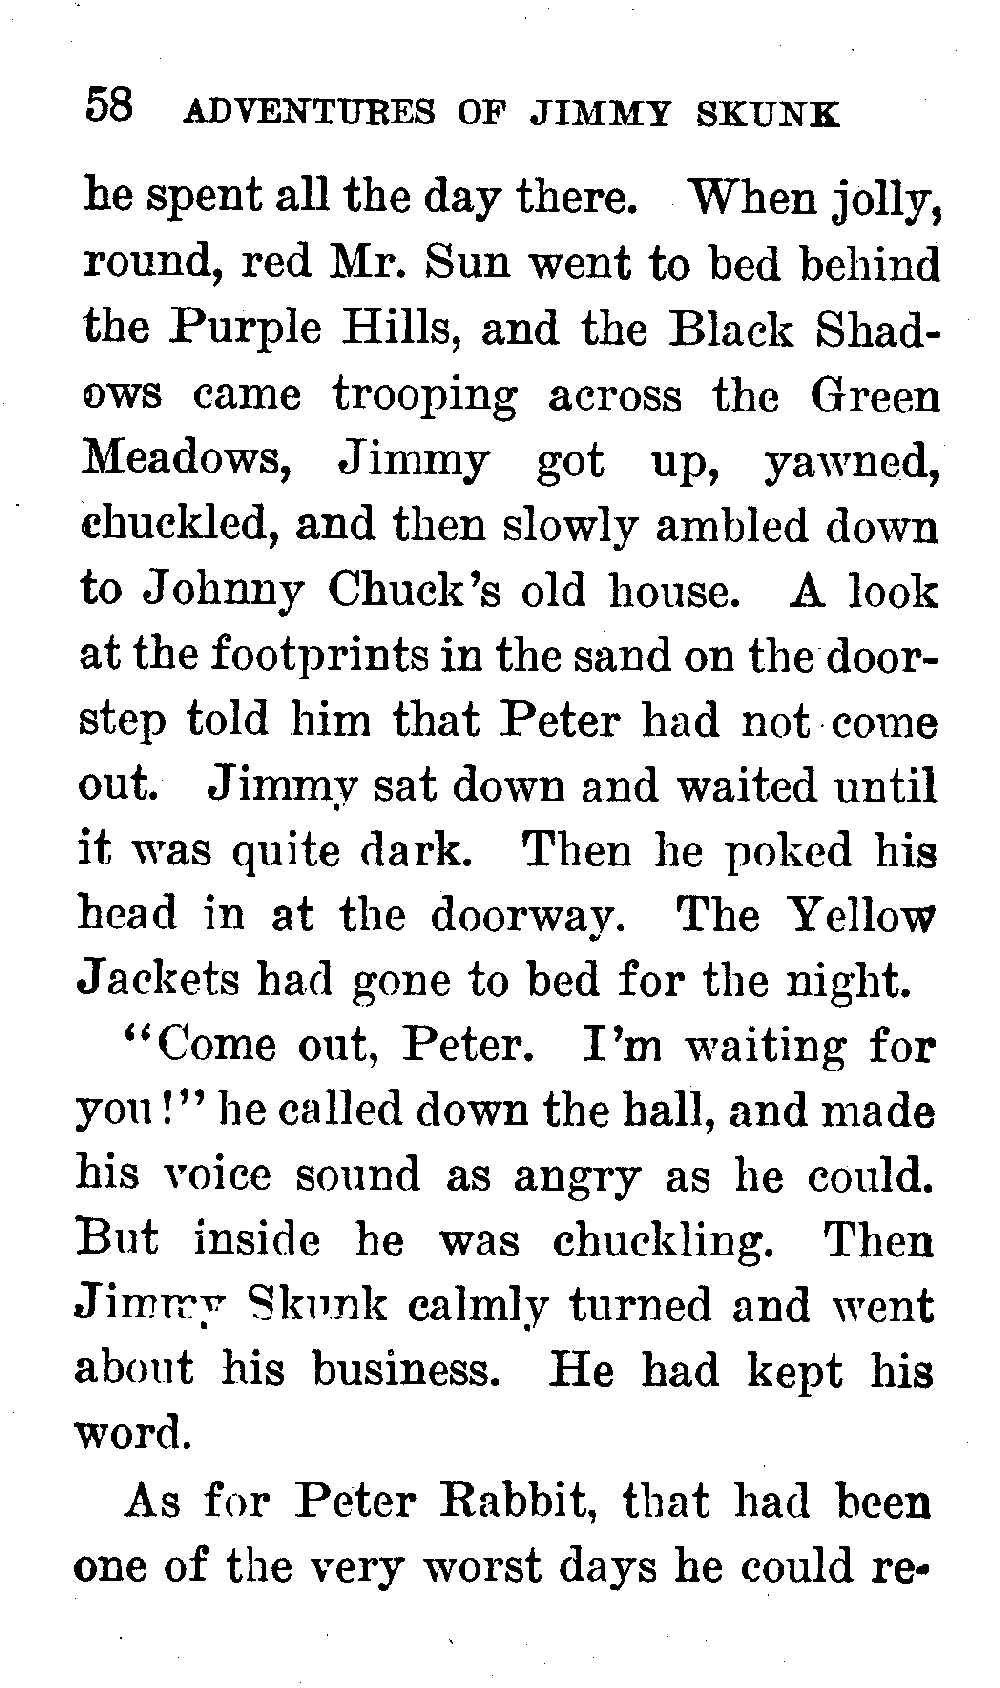 58 ADVENTURES OF JIMMY SKUNK
he spent all the day there. When jolly,
round, red Mr. Sun went to bed behind
the Purple Hills, and the Black Shad-
ows came trooping across the Green
Meadows, Jimmy got up, yawned,
chuckled, and then slowly ambled down
to Johnny Chuck's old house. A look
at the footprints in the sand on the door-
step told him that Peter had not come
out. Jimmy sat down and waited until
it was quite dark. Then he poked his
head in at the doorway. The Yellow
Jackets had gone to bed for the night.
"Come out, Peter. I'm waiting for
you!" he called down the hall, and made
his voice sound as angry as he could.
But inside he was chuckling. Then
Jimmy Skunk calmly turned and went
about his business. He had kept his
word.
As for Peter Rabbit, that had been
one of the very worst days he could re-